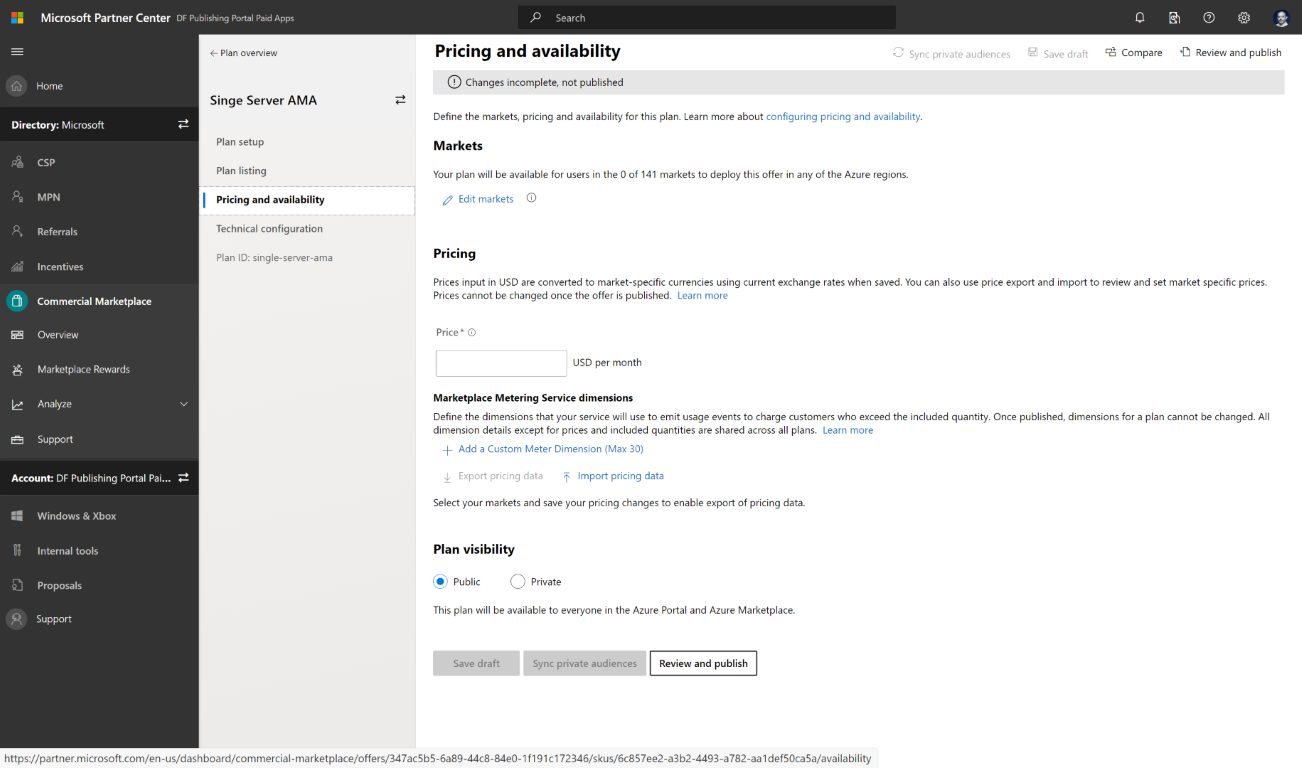 Microsoft Partner Center DF Publishing Portal Paid Apps
Search
Home
Directory: Microsoft
CSP
MPN
Referrals
Incentives
Commercial Marketplace
Overview
Marketplace Rewards
Analyze
Support
Account: DF Publishing Portal Pai...
Windows & Xbox
Internal tools
Proposals
Support
Plan overview
Singe Server AMA
Plan setup
Plan listing
Pricing and availability
Technical configuration
Plan ID: single-server-ama
Pricing and availability
Sync private audiences
Save draft
Compare
Review and publish
Changes incomplete, not published
Define the markets, pricing and availability for this plan. Learn more about configuring pricing and availability.
Markets
Your plan will be available for users in the 0 of 141 markets to deploy this offer in any of the Azure regions.
Edit markets
Pricing
Prices input in USD are converted to market-specific currencies using current exchange rates when saved. You can also use price export and import to review and set market specific prices.
Prices cannot be changed once the offer is published. Learn more
Price*
USD per month
Marketplace Metering Service dimensions
Define the dimensions that your service will use to emit usage events to charge customers who exceed the included quantity. Once published, dimensions for a plan cannot be changed. All
dimension details except for prices and included quantities are shared across all plans. Learn more
Add a Custom Meter Dimension (Max 30)
Export pricing data
Import pricing data
Select your markets and save your pricing changes to enable export of pricing data.
Plan visibility
Public
Private
This plan will be available to everyone in the Azure Portal and Azure Marketplace.
Save draft
Sync private audiences
Review and publish
https://partner.microsoft.com/en-us/dashboard/commercial-marketplace/offers/347ac5b5-6a89-44c8-84e0-1f191c172346/skus/6c857ee2-a3b2-4493-a782-aa1def50ca5a/availability